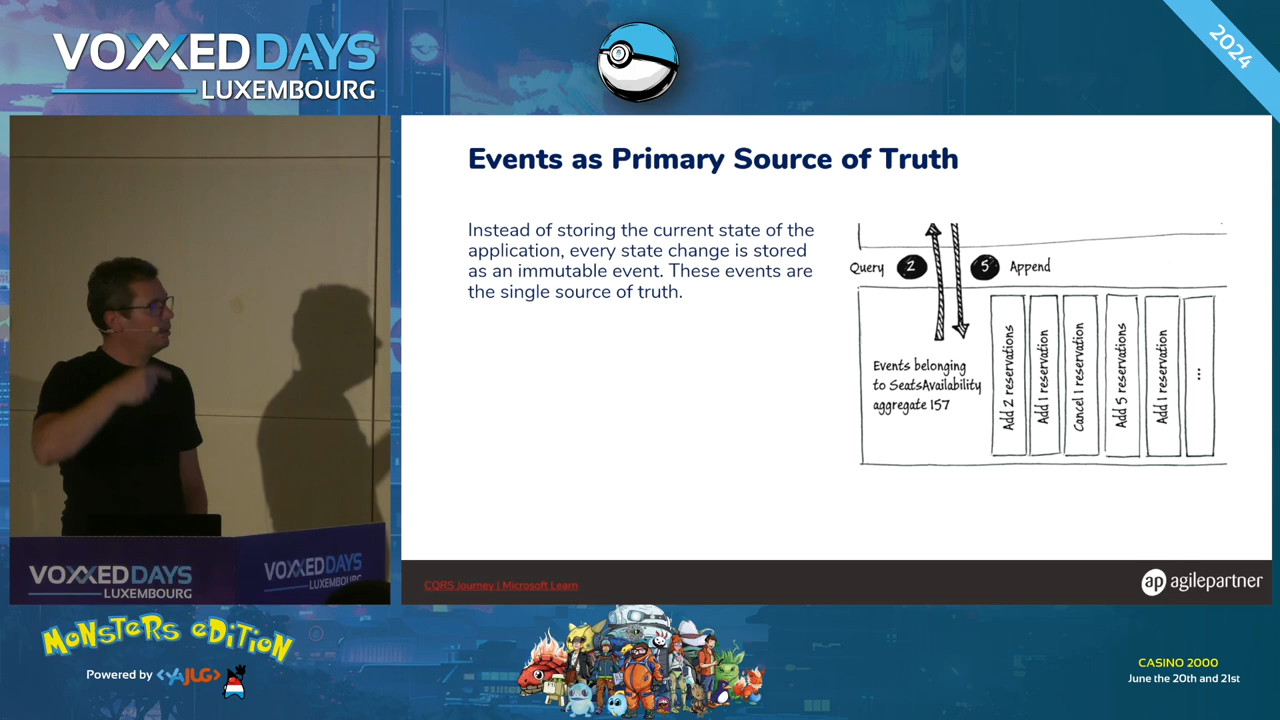 VOXXEDDAYS
LUXEMBOURG
2024
Events as Primary Source of Truth
Instead of storing the current state of the
application, every state change is stored
as an immutable event. These events are
the single source of truth.
Query 2 5 Append
Events belonging
to SeatsAvailability
aggregate 157
Add 2 reservations
Add 1 reservation
Cancel 1 reservation
Add 5 reservations
Add 1 reservation
...
CQRS Journey | Microsoft Learn
ap agilepartner
VOXXEDDAYS
LUXEMBOURG
VOXXEDDAYS
LUXEMBOURG
MONSTERS EDITION
Powered by <YAJUG>
CASINO 2000
June the 20th and 21st